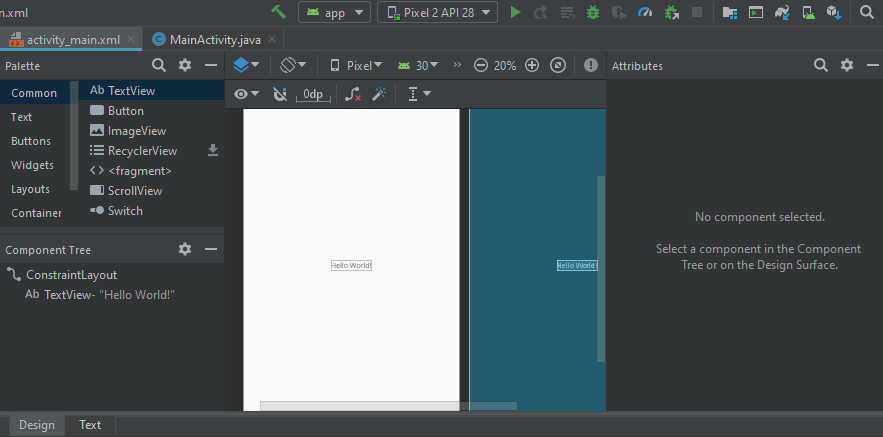 n.xml
app
Pixel 2 API 28
activity_main.xml
MainActivity.java
Palette
Pixel
30
20%
Attributes
Common
Text
Buttons
Widgets
Layouts
Container
Ab TextView
Button
ImageView
RecyclerView
<fragment>
ScrollView
Switch
0dp
Hello World!
Hello World!
No component selected.
Select a component in the Component
Tree or on the Design Surface.
Component Tree
ConstraintLayout
Ab TextView- "Hello World!"
Design
Text